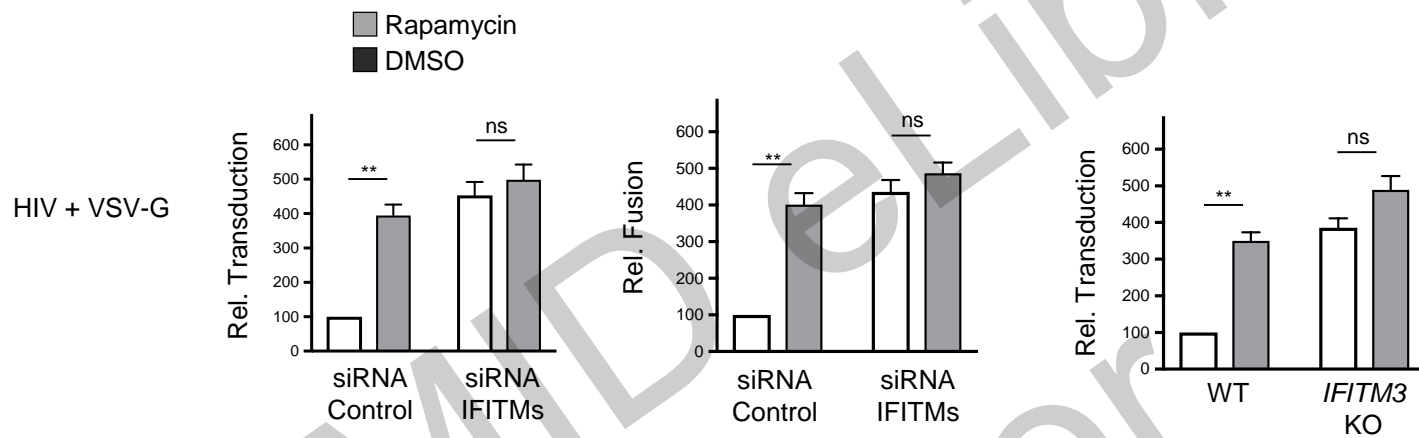 Rapamycin
DMSO
HIV + VSV-G
Rel. Transduction
600
500
400
300
200
100
0
**
ns
siRNA
Control
siRNA
IFITMs
Rel. Fusion
600
500
400
300
200
100
0
**
ns
siRNA
Control
siRNA
IFITMs
Rel. Transduction
600
500
400
300
200
100
0
**
ns
WT
IFITM3
KO